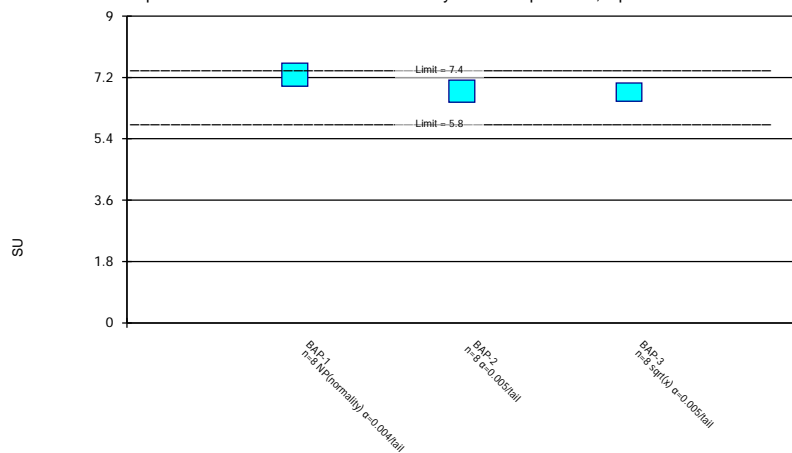 9
Limit = 7.4
7.2
Limit = 5.8
5.4
3.6
SU
1.8
0
BAP-1
n=8 NP(normality) α=0.004/tail
BAP-2
n=8 α=0.005/tail
BAP-3
n=8 sqrt(x) α=0.005/tail